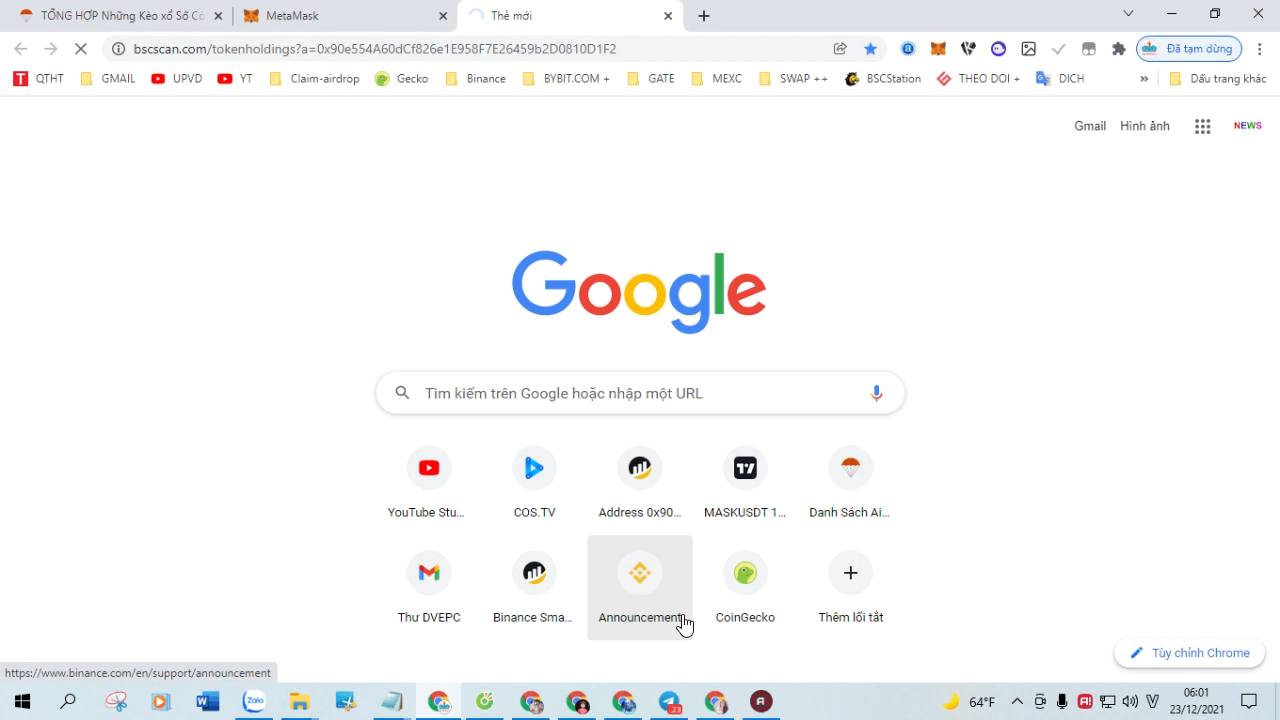 TỔNG HỢP Những Kèo xổ Số Có
MetaMask
Thẻ mới
bscscan.com/tokenholdings?a=0x90e554A60dCf826e1E958F7E26459b2D0810D1F2
Đã tạm dừng
QTHT
GMAIL
UPVD
YT
Claim-airdrop
Gecko
Binance
BYBIT.COM +
GATE
MEXC
SWAP ++
BSCStation
THEO DOI +
DICH
»
Dấu trang khác
Gmail
Hình ảnh
NEWS
Google
Tìm kiếm trên Google hoặc nhập một URL
YouTube Stu...
COS.TV
Address 0x90...
MASKUSDT 1...
Danh Sách Ai...
Thư DVEPC
Binance Sma...
Announcement
CoinGecko
Thêm lối tắt
Tùy chỉnh Chrome
https://www.binance.com/en/support/announcement
Zalo
23
64°F
06:01
23/12/2021